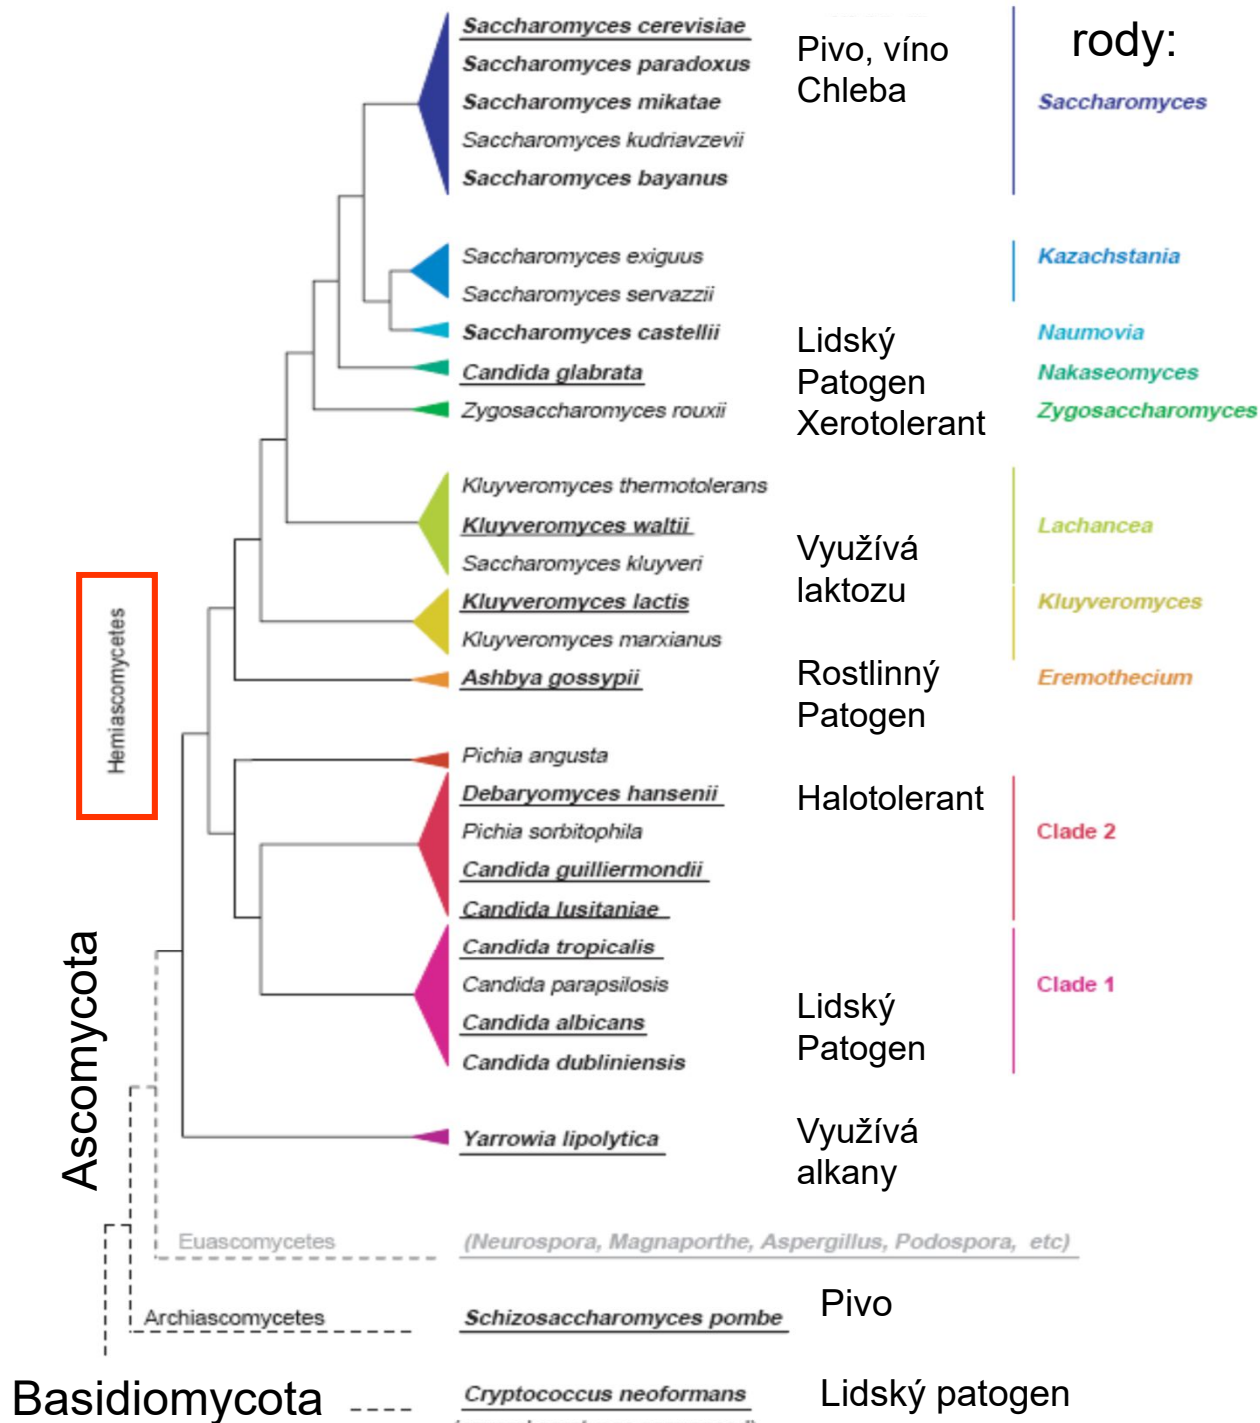 Saccharomyces cerevisiae
Pivo, víno
rody:
Saccharomyces paradoxus
Chleba
Saccharomyces mikatae
Saccharomyces
Saccharomyces kudriavzevii
Saccharomyces bayanus
Saccharomyces exiguus
Kazachstania
Saccharomyces servazzii
Saccharomyces castellii
Lidský
Naumovia
Candida glabrata
Patogen
Nakaseomyces
Zygosaccharomyces rouxii
Xerotolerant
Zygosaccharomyces
Kluyveromyces thermotolerans
Kluyveromyces waltii
Využívá
Lachancea
Saccharomyces kluyveri
laktozu
Kluyveromyces lactis
Kluyveromyces
Kluyveromyces marxianus
Hemiascomycetes
Ashbya gossypii
Rostlinný
Patogen
Eremothecium
Pichia angusta
Debaryomyces hansenii
Halotolerant
Pichia sorbitophila
Clade 2
Candida guilliermondii
Candida lusitaniae
Candida tropicalis
Candida parapsilosis
Clade 1
Candida albicans
Lidský
Patogen
Candida dubliniensis
Ascomycota
Yarrowia lipolytica
Využívá
alkany
Euascomycetes
(Neurospora, Magnaporthe, Aspergillus, Podospora, etc)
Archiascomycetes
Schizosaccharomyces pombe
Pivo
Basidiomycota
Cryptococcus neoformans
Lidský patogen